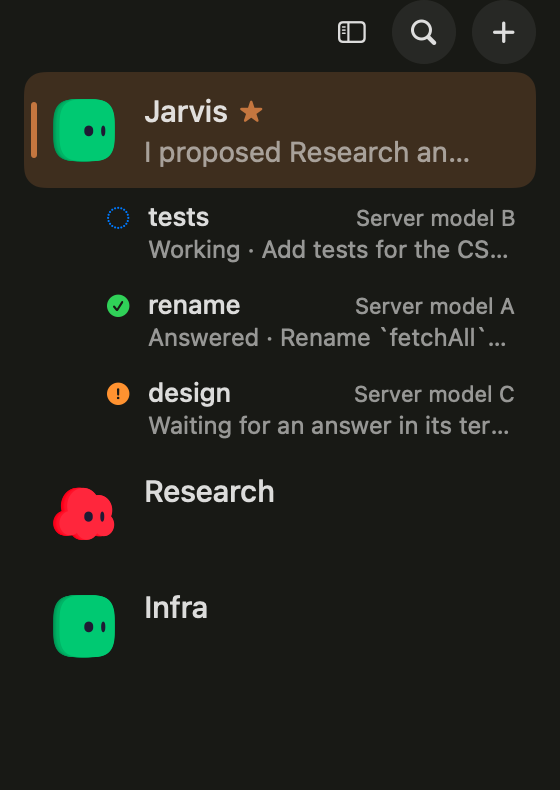 Jarvis
I proposed Research an...
tests Server model B
Working · Add tests for the CS...
rename Server model A
Answered · Rename `fetchAll`...
design Server model C
Waiting for an answer in its ter...
Research
Infra